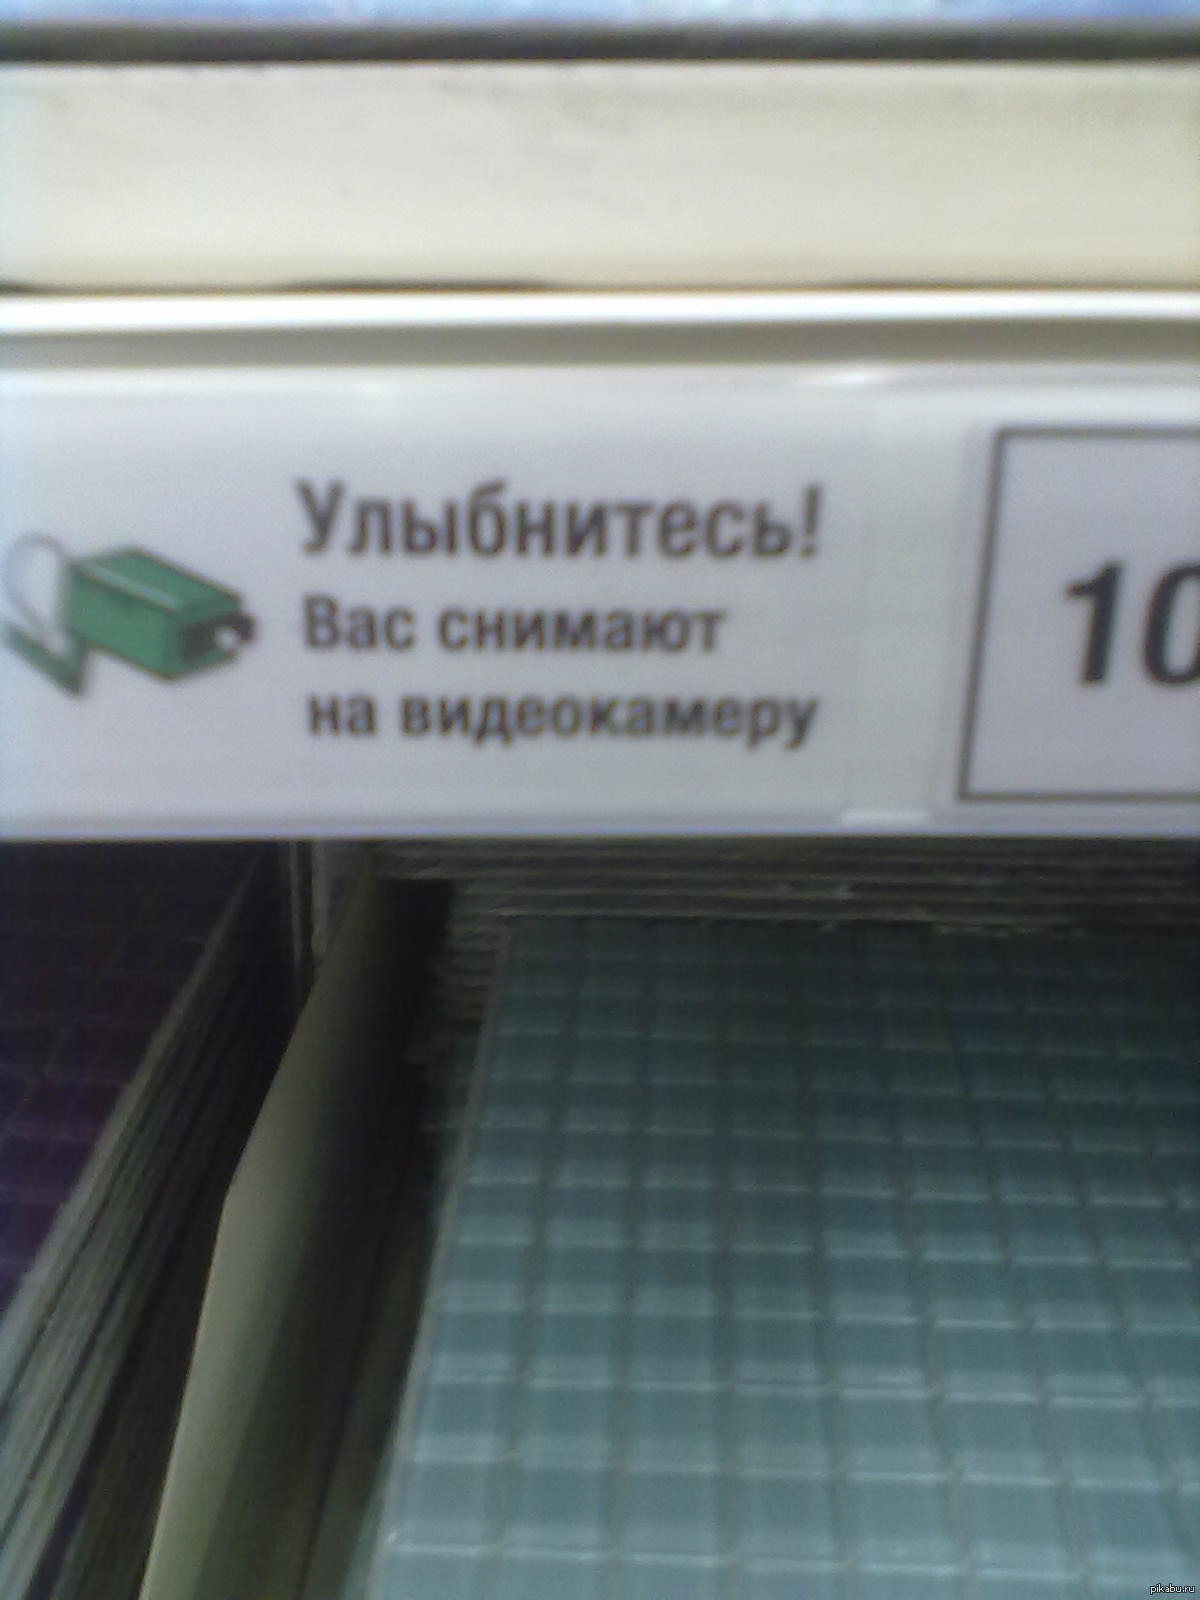 Улыбнитесь!
Вас снимают
на видеокамеру
10
pikabu.ru